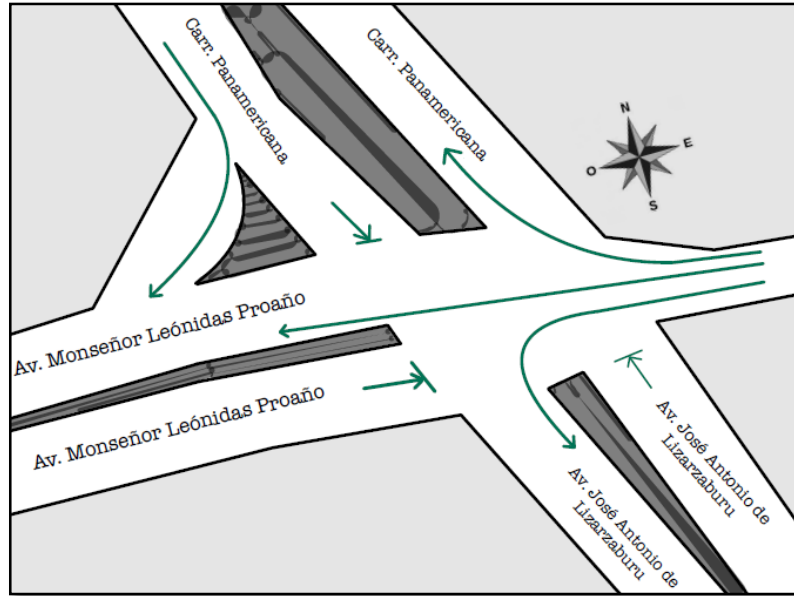 Carr. Panamericana
Carr. Panamericana
N
E
O
S
Av. Monseñor Leónidas Proaño
Av. Monseñor Leónidas Proaño
Av. José Antonio de
Lizarzaburu
Av. José Antonio de
Lizarzaburu